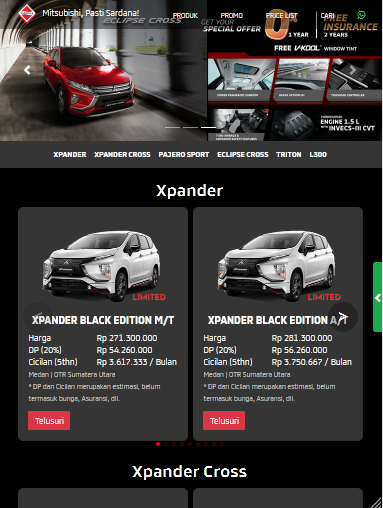 Mitsubishi, Pasti Sardana!
PRODUK
PROMO
PRICE LIST
CARI
ECLIPSE CROSS
GET YOUR
SPECIAL OFFER
0%
1 YEAR
FREE
INSURANCE
2 YEARS
FREE V-KOOL WINDOW TINT
TURBOCHARGED
ENGINE 1.5 L
WITH INVECS-III CVT
XPANDER
XPANDER CROSS
PAJERO SPORT
ECLIPSE CROSS
TRITON
L300
Xpander
LIMITED
XPANDER BLACK EDITION M/T
Harga Rp 271.300.000
DP (20%) Rp 54.260.000
Cicilan (5thn) Rp 3.617.333 / Bulan
Medan | OTR Sumatera Utara
* DP dan Cicilan merupakan estimasi, belum
termasuk bunga, Asuransi, dll.
Telusuri
LIMITED
XPANDER BLACK EDITION A/T
Harga Rp 281.300.000
DP (20%) Rp 56.260.000
Cicilan (5thn) Rp 3.750.667 / Bulan
Medan | OTR Sumatera Utara
* DP dan Cicilan merupakan estimasi, belum
termasuk bunga, Asuransi, dll.
Telusuri
Xpander Cross